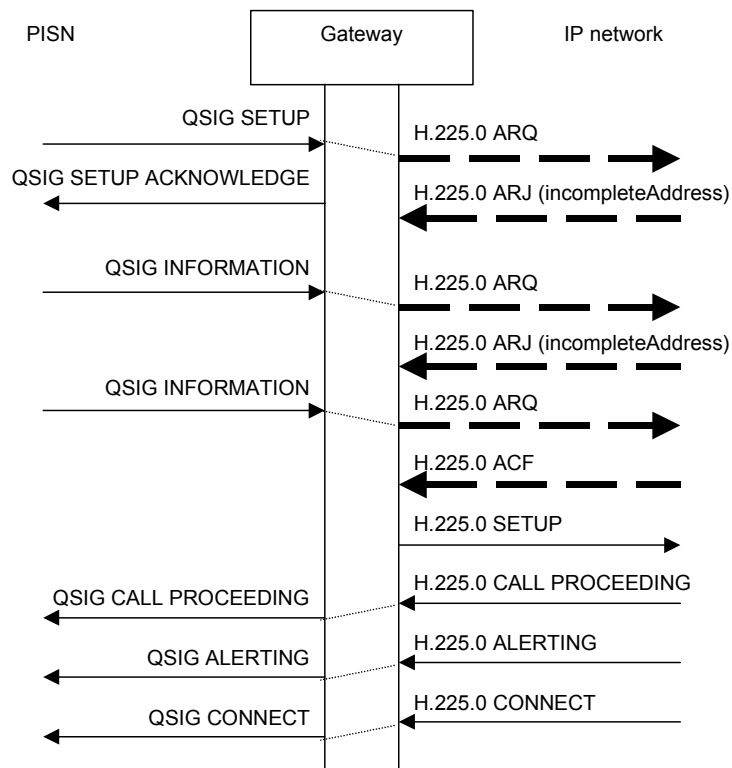 PISN
Gateway
IP network
QSIG SETUP
H.225.0 ARQ
QSIG SETUP ACKNOWLEDGE
H.225.0 ARJ (incompleteAddress)
QSIG INFORMATION
H.225.0 ARQ
H.225.0 ARJ (incompleteAddress)
QSIG INFORMATION
H.225.0 ARQ
H.225.0 ACF
H.225.0 SETUP
H.225.0 CALL PROCEEDING
QSIG CALL PROCEEDING
H.225.0 ALERTING
QSIG ALERTING
H.225.0 CONNECT
QSIG CONNECT